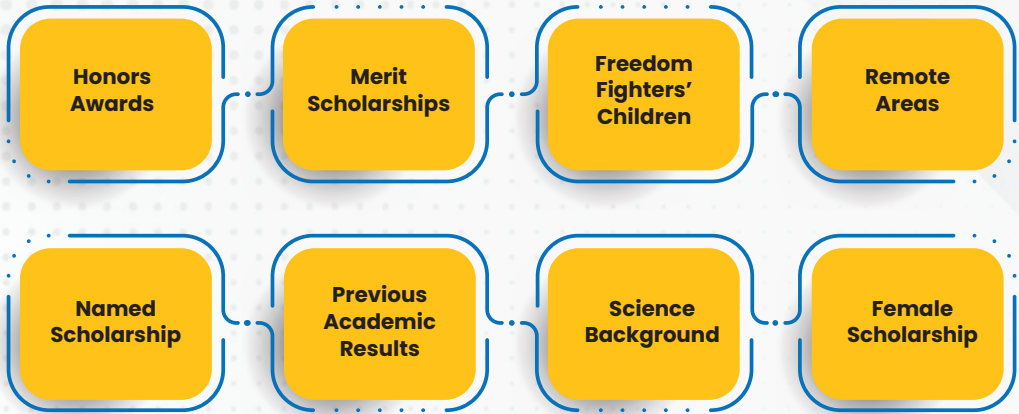 Honors
Awards
Merit
Scholarships
Freedom
Fighters’
Children
Remote
Areas
Named
Scholarship
Previous
Academic
Results
Science
Background
Female
Scholarship